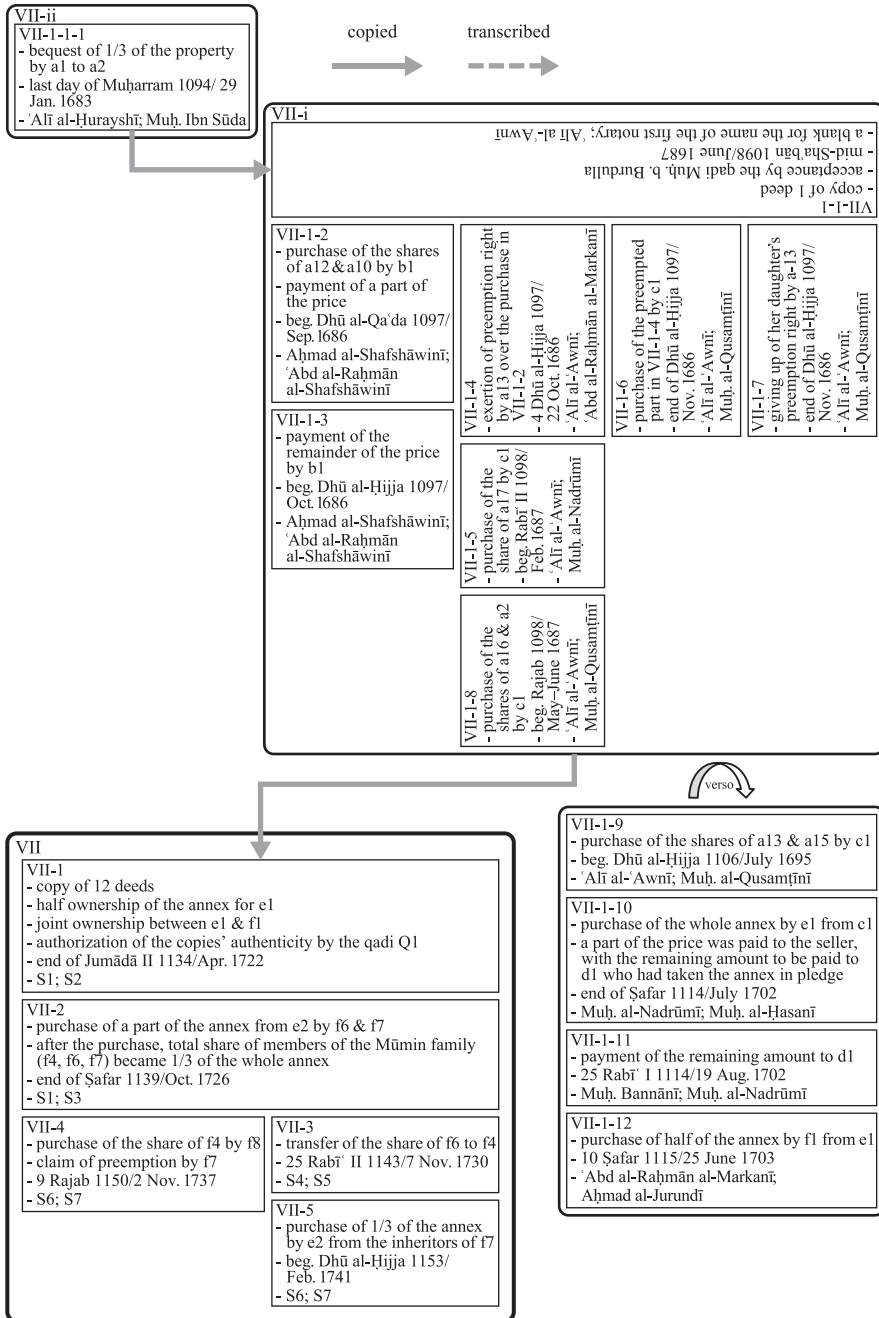 VII-ii
VII-1-1-1
- bequest of 1/3 of the property
by a1 to a2
- last day of Muḥarram 1094/ 29
Jan. 1683
- ʿAlī al-Ḥurayshī; Muḥ. Ibn Sūda
copied
transcribed
VII-i
VII-1-1
- copy of 1 deed
- acceptance by the qadi Muḥ. b. Burdulla
- mid-Shaʿbān 1098/June 1687
- a blank for the name of the first notary; ʿAlī al-ʿAwnī
VII-1-2
- purchase of the shares
of a12 & a10 by b1
- payment of a part of
the price
- beg. Dhū al-Qaʿda 1097/
Sep. 1686
- Aḥmad al-Shafshāwinī;
ʿAbd al-Raḥmān
al-Shafshāwinī
VII-1-3
- payment of the
remainder of the price
by b1
- beg. Dhū al-Ḥijja 1097/
Oct. 1686
- Aḥmad al-Shafshāwinī;
ʿAbd al-Raḥmān
al-Shafshāwinī
VII-1-4
- exertion of preemption right
by a13 over the purchase in
VII-1-2
- 4 Dhū al-Ḥijja 1097/
22 Oct. 1686
- ʿAlī al-ʿAwnī;
ʿAbd al-Raḥmān al-Markanī
VII-1-6
- purchase of the preempted
part in VII-1-4 by c1
- end of Dhū al-Ḥijja 1097/
Nov. 1686
- ʿAlī al-ʿAwnī;
Muḥ. al-Qusamṭīnī
VII-1-7
- giving up of her daughter’s
preemption right by a-13
- end of Dhū al-Ḥijja 1097/
Nov. 1686
- ʿAlī al-ʿAwnī;
Muḥ. al-Qusamṭīnī
VII-1-5
- purchase of the
share of a17 by c1
- beg. Rabīʿ II 1098/
Feb. 1687
- ʿAlī al-ʿAwnī;
Muḥ. al-Nadrūmī
VII-1-8
- purchase of the
shares of a16 & a2
by c1
- beg. Rajab 1098/
May–June 1687
- ʿAlī al-ʿAwnī;
Muḥ. al-Qusamṭīnī
verso
VII
VII-1
- copy of 12 deeds
- half ownership of the annex for e1
- joint ownership between e1 & f1
- authorization of the copies’ authenticity by the qadi Q1
- end of Jumādā II 1134/Apr. 1722
- S1; S2
VII-2
- purchase of a part of the annex from e2 by f6 & f7
- after the purchase, total share of members of the Mūmin family
(f4, f6, f7) became 1/3 of the whole annex
- end of Ṣafar 1139/Oct. 1726
- S1; S3
VII-4
- purchase of the share of f4 by f8
- claim of preemption by f7
- 9 Rajab 1150/2 Nov. 1737
- S6; S7
VII-3
- transfer of the share of f6 to f4
- 25 Rabīʿ II 1143/7 Nov. 1730
- S4; S5
VII-5
- purchase of 1/3 of the annex
by e2 from the inheritors of f7
- beg. Dhū al-Ḥijja 1153/
Feb. 1741
- S6; S7
VII-1-9
- purchase of the shares of a13 & a15 by c1
- beg. Dhū al-Ḥijja 1106/July 1695
- ʿAlī al-ʿAwnī; Muḥ. al-Qusamṭīnī
VII-1-10
- purchase of the whole annex by e1 from c1
- a part of the price was paid to the seller,
with the remaining amount to be paid to
d1 who had taken the annex in pledge
- end of Ṣafar 1114/July 1702
- Muḥ. al-Nadrūmī; Muḥ. al-Ḥasanī
VII-1-11
- payment of the remaining amount to d1
- 25 Rabīʿ I 1114/19 Aug. 1702
- Muḥ. Bannānī; Muḥ. al-Nadrūmī
VII-1-12
- purchase of half of the annex by f1 from e1
- 10 Ṣafar 1115/25 June 1703
- ʿAbd al-Raḥmān al-Markanī;
Aḥmad al-Jurundī